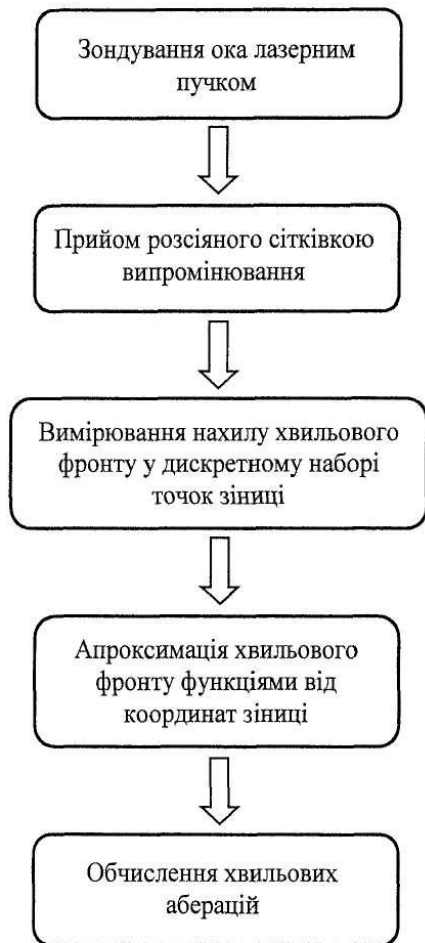 Зондування ока лазерним
пучком
Прийом розсіяного сітківкою
випромінювання
Вимірювання нахилу хвильового
фронту у дискретному наборі
точок зіниці
Апроксимація хвильового
фронту функціями від
координат зіниці
Обчислення хвильових
аберацій